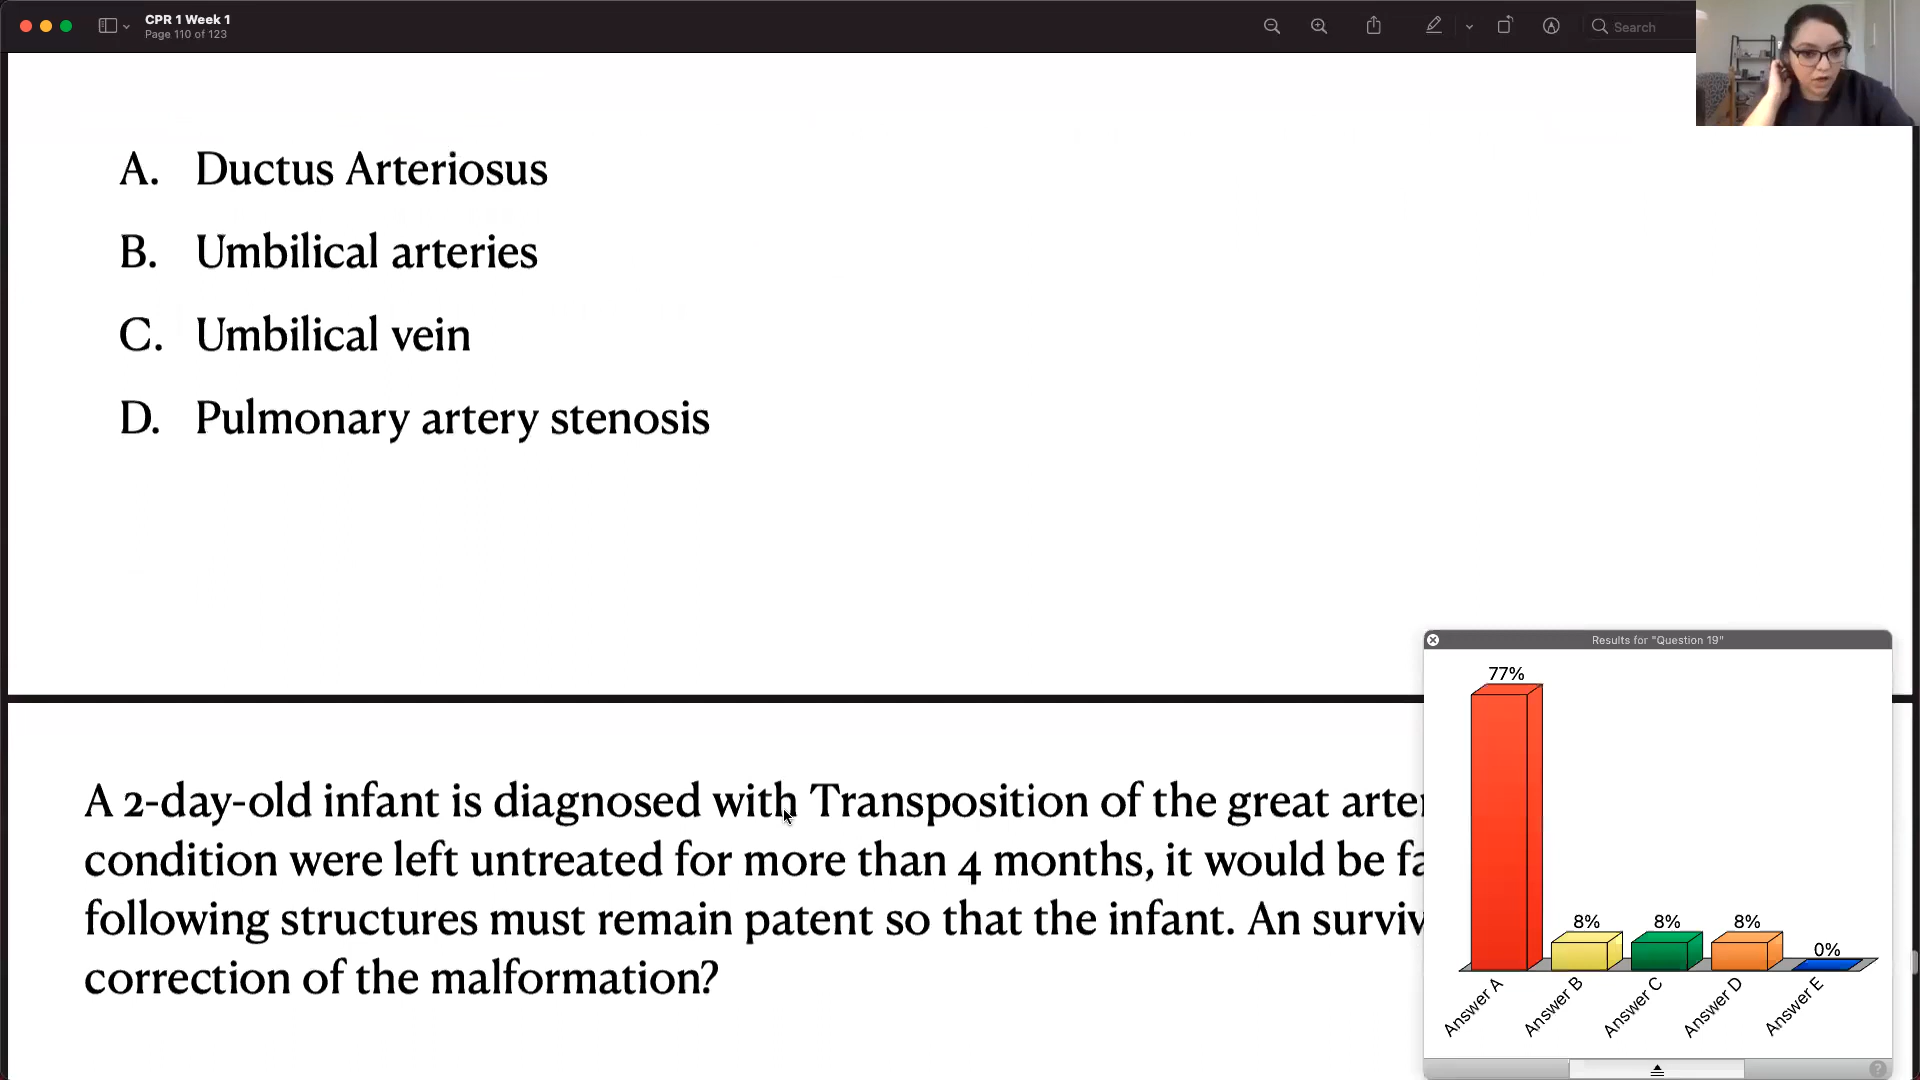 CPR 1 Week 1
Page 110 of 123
Search
A. Ductus Arteriosus
B. Umbilical arteries
C. Umbilical vein
D. Pulmonary artery stenosis
A 2-day-old infant is diagnosed with Transposition of the great
condition were left untreated for more than 4 months, it would be
following structures must remain patent so that the infant. An
correction of the malformation?
Results for "Question 19"
77%
8%
8%
8%
0%
Answer A
Answer B
Answer C
Answer D
Answer E
?